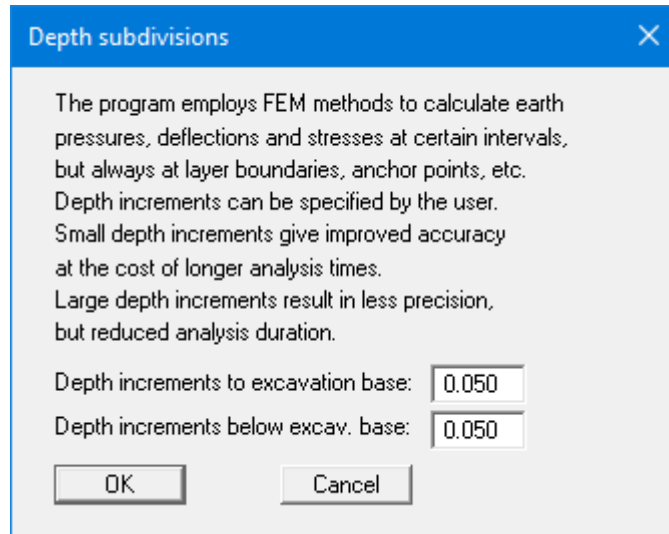 Depth subdivisions
The program employs FEM methods to calculate earth
pressures, deflections and stresses at certain intervals,
but always at layer boundaries, anchor points, etc.
Depth increments can be specified by the user.
Small depth increments give improved accuracy
at the cost of longer analysis times.
Large depth increments result in less precision,
but reduced analysis duration.
Depth increments to excavation base: 0.050
Depth increments below excav. base: 0.050
OK Cancel